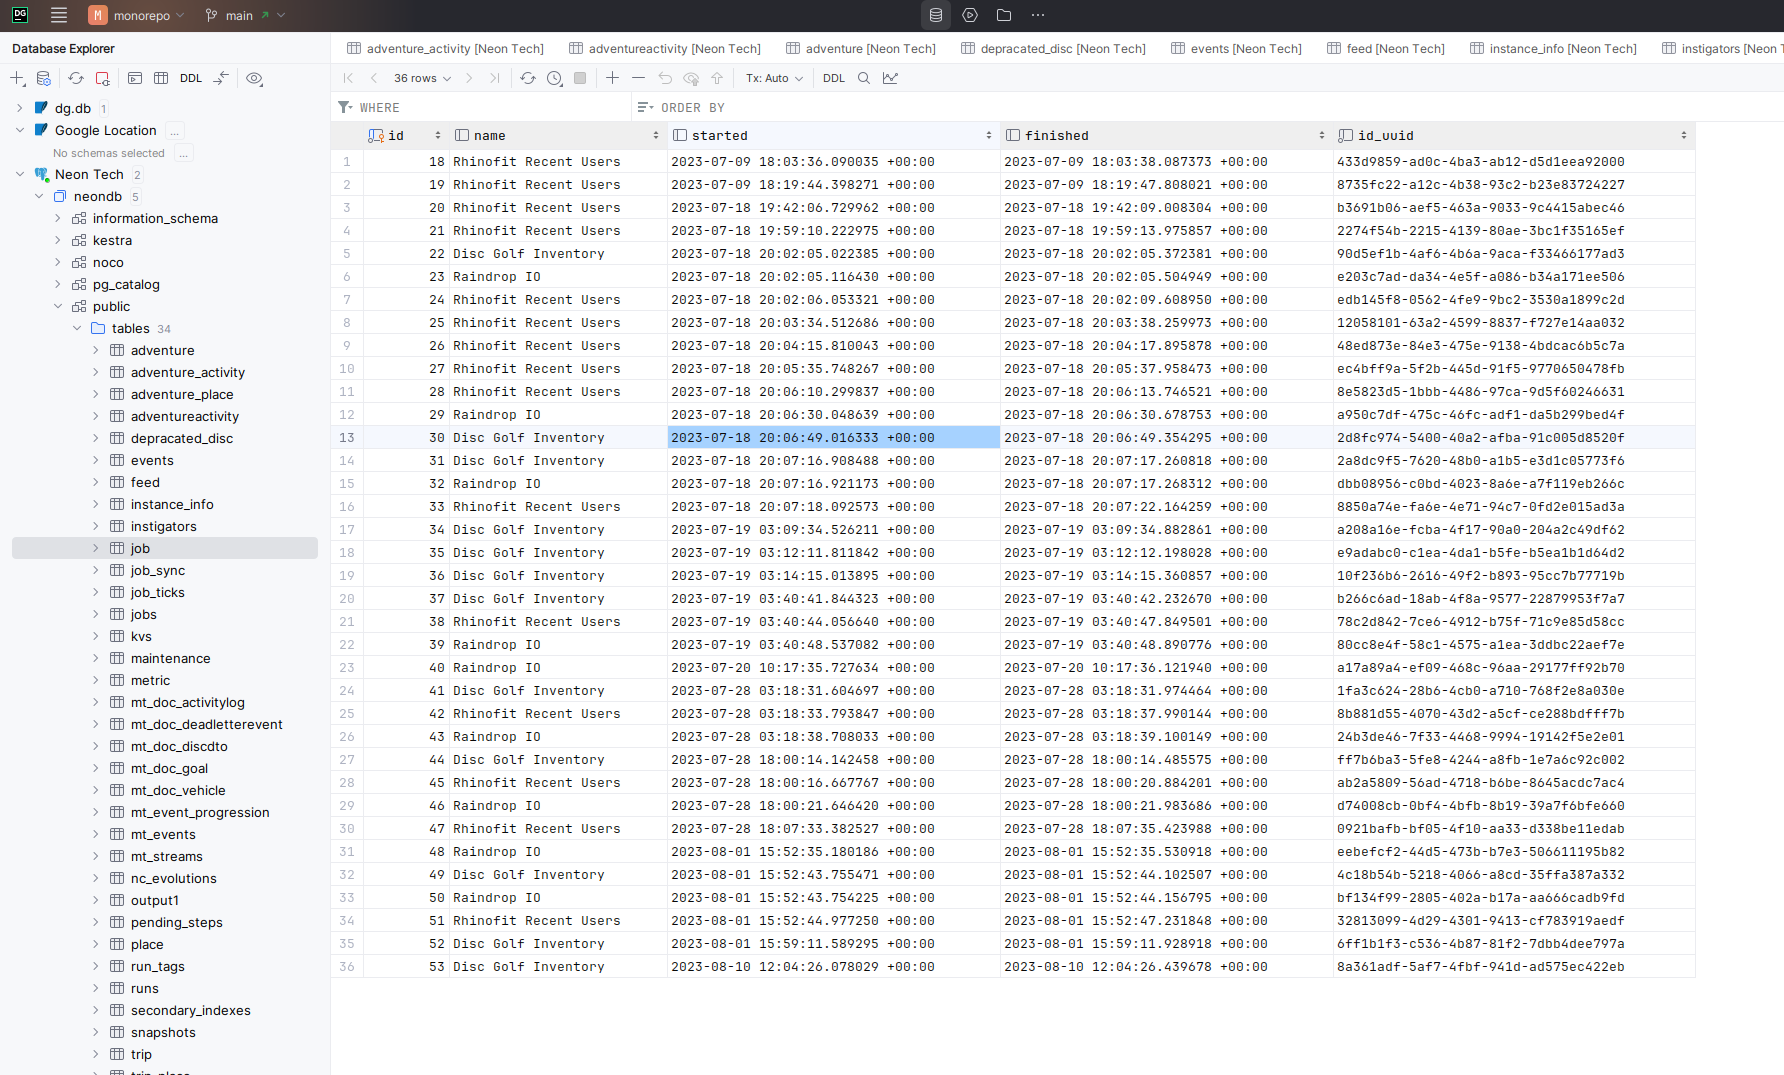 DG M monorepo main
Database Explorer
adventure_activity [Neon Tech] adventureactivity [Neon Tech] adventure [Neon Tech] depracated_disc [Neon Tech] events [Neon Tech] feed [Neon Tech] instance_info [Neon Tech] instigators [Neon T
DDL 36 rows Tx: Auto DDL
WHERE ORDER BY
dg.db 1
Google Location ...
No schemas selected ...
Neon Tech 2
neondb 5
information_schema
kestra
noco
pg_catalog
public
tables 34
adventure
adventure_activity
adventure_place
adventureactivity
depracated_disc
events
feed
instance_info
instigators
job
job_sync
job_ticks
jobs
kvs
maintenance
metric
mt_doc_activitylog
mt_doc_deadletterevent
mt_doc_discdto
mt_doc_goal
mt_doc_vehicle
mt_event_progression
mt_events
mt_streams
nc_evolutions
output1
pending_steps
place
run_tags
runs
secondary_indexes
snapshots
trip
id name started finished id_uuid
1 18 Rhinofit Recent Users 2023-07-09 18:03:36.090035 +00:00 2023-07-09 18:03:38.087373 +00:00 433d9859-ad0c-4ba3-ab12-d5d1eea92000
2 19 Rhinofit Recent Users 2023-07-09 18:19:44.398271 +00:00 2023-07-09 18:19:47.808021 +00:00 8735fc22-a12c-4b38-93c2-b23e83724227
3 20 Rhinofit Recent Users 2023-07-18 19:42:06.729962 +00:00 2023-07-18 19:42:09.008304 +00:00 b3691b06-aef5-463a-9033-9c4415abec46
4 21 Rhinofit Recent Users 2023-07-18 19:59:10.222975 +00:00 2023-07-18 19:59:13.975857 +00:00 2274f54b-2215-4139-80ae-3bc1f35165ef
5 22 Disc Golf Inventory 2023-07-18 20:02:05.022385 +00:00 2023-07-18 20:02:05.372381 +00:00 90d5ef1b-4af6-4b6a-9aca-f33466177ad3
6 23 Raindrop IO 2023-07-18 20:02:05.116430 +00:00 2023-07-18 20:02:05.504949 +00:00 e203c7ad-da34-4e5f-a086-b34a171ee506
7 24 Rhinofit Recent Users 2023-07-18 20:02:06.053321 +00:00 2023-07-18 20:02:09.608950 +00:00 edb145f8-0562-4fe9-9bc2-3530a1899c2d
8 25 Rhinofit Recent Users 2023-07-18 20:03:34.512686 +00:00 2023-07-18 20:03:38.259973 +00:00 12058101-63a2-4599-8837-f727e14aa032
9 26 Rhinofit Recent Users 2023-07-18 20:04:15.810043 +00:00 2023-07-18 20:04:17.895878 +00:00 48ed873e-84e3-475e-9138-4bdcac6b5c7a
10 27 Rhinofit Recent Users 2023-07-18 20:05:35.748267 +00:00 2023-07-18 20:05:37.958473 +00:00 ec4bff9a-5f2b-445d-91f5-9770650478fb
11 28 Rhinofit Recent Users 2023-07-18 20:06:10.299837 +00:00 2023-07-18 20:06:13.746521 +00:00 8e5823d5-1bbb-4486-97ca-9d5f60246631
12 29 Raindrop IO 2023-07-18 20:06:30.048639 +00:00 2023-07-18 20:06:30.678753 +00:00 a950c7df-475c-46fc-adf1-da5b299bed4f
13 30 Disc Golf Inventory 2023-07-18 20:06:49.016333 +00:00 2023-07-18 20:06:49.354295 +00:00 2d8fc974-5400-40a2-afba-91c005d8520f
14 31 Disc Golf Inventory 2023-07-18 20:07:16.908488 +00:00 2023-07-18 20:07:17.260818 +00:00 2a8dc9f5-7620-48b0-a1b5-e3d1c05773f6
15 32 Raindrop IO 2023-07-18 20:07:16.921173 +00:00 2023-07-18 20:07:17.268312 +00:00 dbb08956-c0bd-4023-8a6e-a7f119eb266c
16 33 Rhinofit Recent Users 2023-07-18 20:07:18.092573 +00:00 2023-07-18 20:07:22.164259 +00:00 8850a74e-fa6e-4e71-94c7-0fd2e015ad3a
17 34 Disc Golf Inventory 2023-07-19 03:09:34.526211 +00:00 2023-07-19 03:09:34.882861 +00:00 a208a16e-fcba-4f17-90a0-204a2c49df62
18 35 Disc Golf Inventory 2023-07-19 03:12:11.811842 +00:00 2023-07-19 03:12:12.198028 +00:00 e9adabc0-c1ea-4da1-b5fe-b5ea1b1d64d2
19 36 Disc Golf Inventory 2023-07-19 03:14:15.013895 +00:00 2023-07-19 03:14:15.360857 +00:00 10f236b6-2616-49f2-b893-95cc7b77719b
20 37 Disc Golf Inventory 2023-07-19 03:40:41.844323 +00:00 2023-07-19 03:40:42.232670 +00:00 b266c6ad-18ab-4f8a-9577-22879953f7a7
21 38 Rhinofit Recent Users 2023-07-19 03:40:44.056640 +00:00 2023-07-19 03:40:47.849501 +00:00 78c2d842-7ce6-4912-b75f-71c9e85d58cc
22 39 Raindrop IO 2023-07-19 03:40:48.537082 +00:00 2023-07-19 03:40:48.890776 +00:00 80cc8e4f-58c1-4575-a1ea-3ddbc22aef7e
23 40 Raindrop IO 2023-07-20 10:17:35.727634 +00:00 2023-07-20 10:17:36.121940 +00:00 a17a89a4-ef09-468c-96aa-29177ff92b70
24 41 Disc Golf Inventory 2023-07-28 03:18:31.604697 +00:00 2023-07-28 03:18:31.974464 +00:00 1fa3c624-28b6-4cb0-a710-768f2e8a030e
25 42 Rhinofit Recent Users 2023-07-28 03:18:33.793847 +00:00 2023-07-28 03:18:37.990144 +00:00 8b881d55-4070-43d2-a5cf-ce288bdfff7b
26 43 Raindrop IO 2023-07-28 03:18:38.708033 +00:00 2023-07-28 03:18:39.100149 +00:00 24b3de46-7f33-4468-9994-19142f5e2e01
27 44 Disc Golf Inventory 2023-07-28 18:00:14.142458 +00:00 2023-07-28 18:00:14.485575 +00:00 ff7b6ba3-5fe8-4244-a8fb-1e7a6c92c002
28 45 Rhinofit Recent Users 2023-07-28 18:00:16.667767 +00:00 2023-07-28 18:00:20.884201 +00:00 ab2a5809-56ad-4718-b6be-8645acdc7ac4
29 46 Raindrop IO 2023-07-28 18:00:21.646420 +00:00 2023-07-28 18:00:21.983686 +00:00 d74008cb-0bf4-4bfb-8b19-39a7f6bfe660
30 47 Rhinofit Recent Users 2023-07-28 18:07:33.382527 +00:00 2023-07-28 18:07:35.423988 +00:00 0921bafb-bf05-4f10-aa33-d338be11edab
31 48 Raindrop IO 2023-08-01 15:52:35.180186 +00:00 2023-08-01 15:52:35.530918 +00:00 eebefcf2-44d5-473b-b7e3-506611195b82
32 49 Disc Golf Inventory 2023-08-01 15:52:43.755471 +00:00 2023-08-01 15:52:44.102507 +00:00 4c18b54b-5218-4066-a8cd-35ffa387a332
33 50 Raindrop IO 2023-08-01 15:52:43.754225 +00:00 2023-08-01 15:52:44.156795 +00:00 bf134f99-2805-402a-b17a-aa666cadb9fd
34 51 Rhinofit Recent Users 2023-08-01 15:52:44.977250 +00:00 2023-08-01 15:52:47.231848 +00:00 32813099-4d29-4301-9413-cf783919aedf
35 52 Disc Golf Inventory 2023-08-01 15:59:11.589295 +00:00 2023-08-01 15:59:11.928918 +00:00 6ff1b1f3-c536-4b87-81f2-7dbb4dee797a
36 53 Disc Golf Inventory 2023-08-10 12:04:26.078029 +00:00 2023-08-10 12:04:26.439678 +00:00 8a361adf-5af7-4fbf-941d-ad575ec422eb